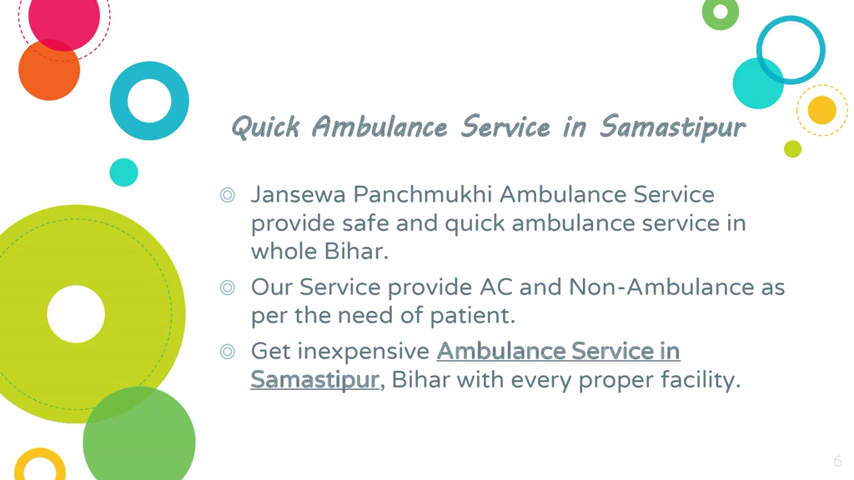 Quick Ambulance Service in Samastipur
Jansewa Panchmukhi Ambulance Service
provide safe and quick ambulance service in
whole Bihar.
Our Service provide AC and Non-Ambulance as
per the need of patient.
Get inexpensive Ambulance Service in
Samastipur, Bihar with every proper facility.
6